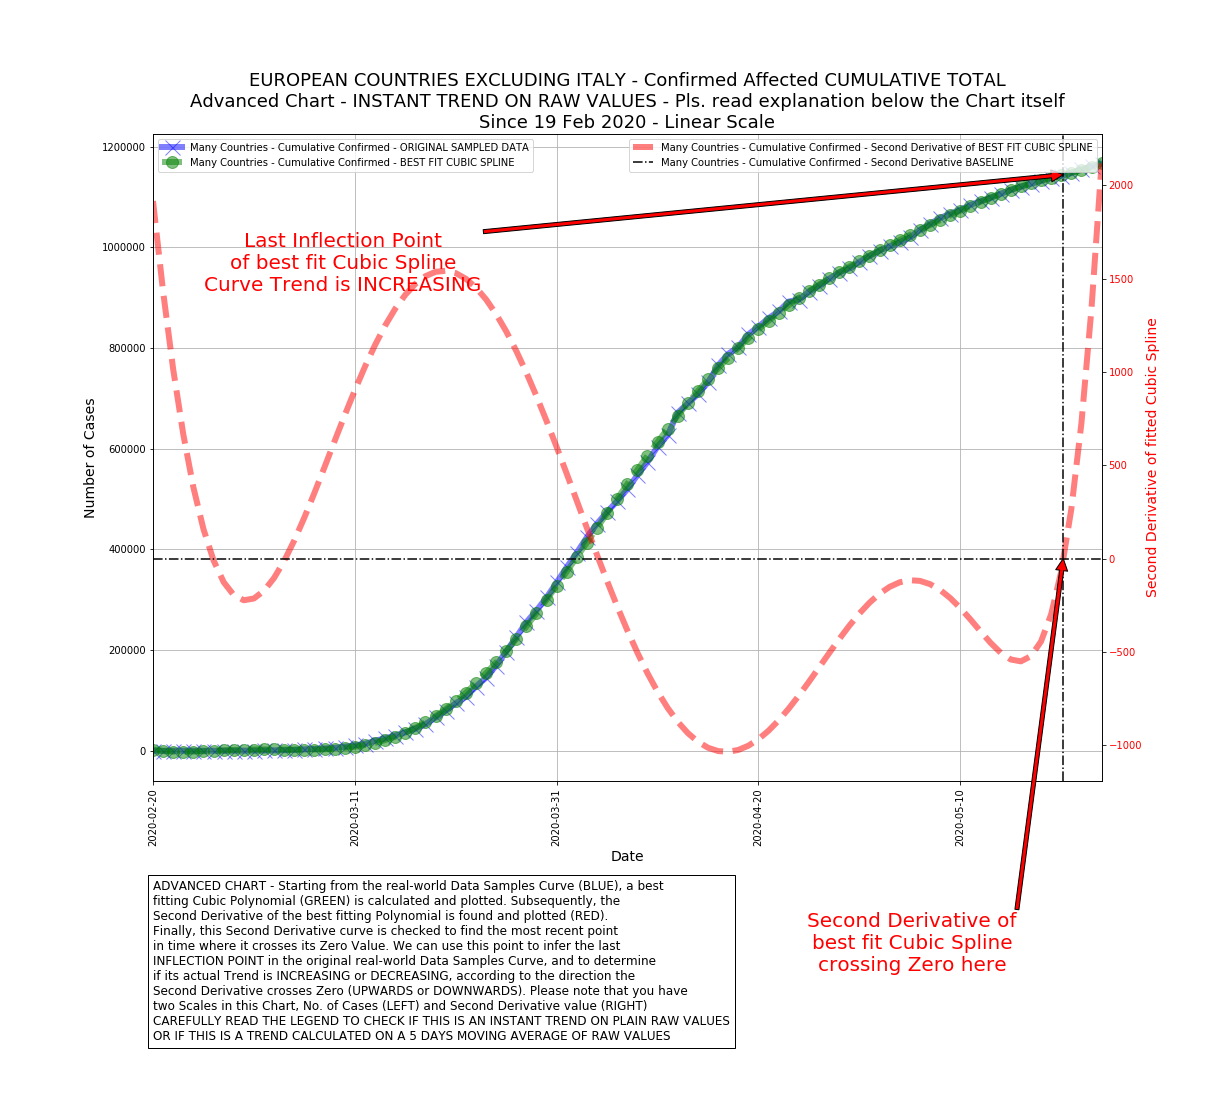 EUROPEAN COUNTRIES EXCLUDING ITALY - Confirmed Affected CUMULATIVE TOTAL
Advanced Chart - INSTANT TREND ON RAW VALUES - Pls. read explanation below the Chart itself
Since 19 Feb 2020 - Linear Scale
Many Countries - Cumulative Confirmed - ORIGINAL SAMPLED DATA
Many Countries - Cumulative Confirmed - BEST FIT CUBIC SPLINE
Many Countries - Cumulative Confirmed - Second Derivative of BEST FIT CUBIC SPLINE
Many Countries - Cumulative Confirmed - Second Derivative BASELINE
Last Inflection Point
of best fit Cubic Spline
Curve Trend is INCREASING
Number of Cases
1200000
1000000
800000
600000
400000
200000
0
Second Derivative of fitted Cubic Spline
2000
1500
1000
500
0
−500
−1000
2020-02-20
2020-03-11
2020-03-31
2020-04-20
2020-05-10
Date
Second Derivative of
best fit Cubic Spline
crossing Zero here
ADVANCED CHART - Starting from the real-world Data Samples Curve (BLUE), a best
fitting Cubic Polynomial (GREEN) is calculated and plotted. Subsequently, the
Second Derivative of the best fitting Polynomial is found and plotted (RED).
Finally, this Second Derivative curve is checked to find the most recent point
in time where it crosses its Zero Value. We can use this point to infer the last
INFLECTION POINT in the original real-world Data Samples Curve, and to determine
if its actual Trend is INCREASING or DECREASING, according to the direction the
Second Derivative crosses Zero (UPWARDS or DOWNWARDS). Please note that you have
two Scales in this Chart, No. of Cases (LEFT) and Second Derivative value (RIGHT)
CAREFULLY READ THE LEGEND TO CHECK IF THIS IS AN INSTANT TREND ON PLAIN RAW VALUES
OR IF THIS IS A TREND CALCULATED ON A 5 DAYS MOVING AVERAGE OF RAW VALUES